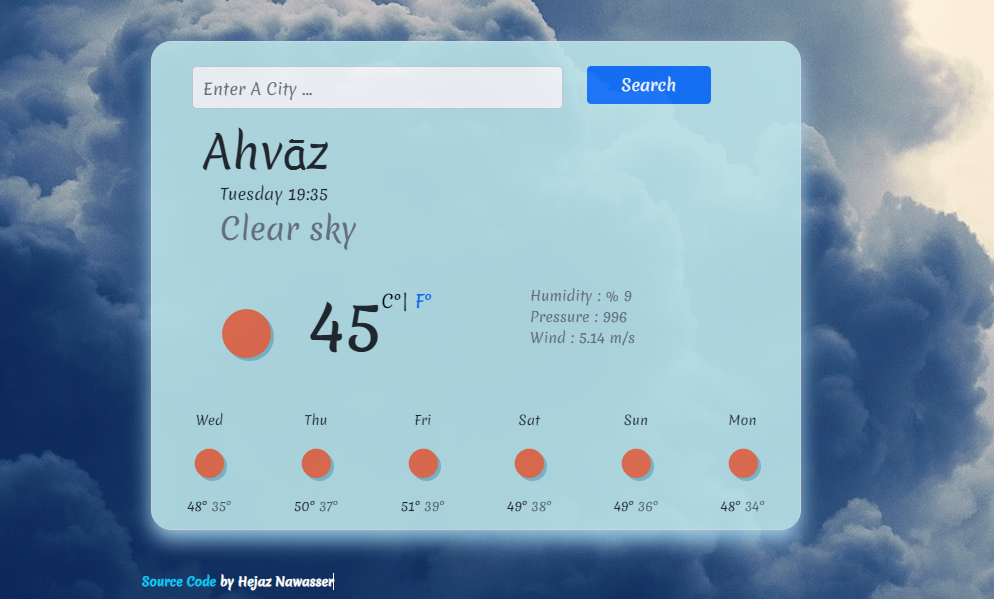 Enter A City ...
Search
Ahvāz
Tuesday 19:35
Clear sky
45 C°| F°
Humidity : % 9
Pressure : 996
Wind : 5.14 m/s
Wed Thu Fri Sat Sun Mon
48° 35° 50° 37° 51° 39° 49° 38° 49° 36° 48° 34°
Source Code by Hejaz Nawasser